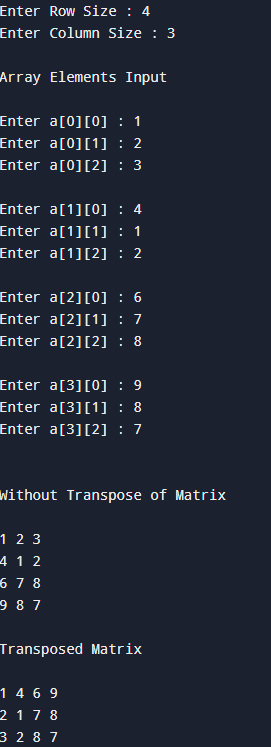 Enter Row Size : 4
Enter Column Size : 3
Array Elements Input
Enter a[0][0] : 1
Enter a[0][1] : 2
Enter a[0][2] : 3
Enter a[1][0] : 4
Enter a[1][1] : 1
Enter a[1][2] : 2
Enter a[2][0] : 6
Enter a[2][1] : 7
Enter a[2][2] : 8
Enter a[3][0] : 9
Enter a[3][1] : 8
Enter a[3][2] : 7
Without Transpose of Matrix
1 2 3
4 1 2
6 7 8
9 8 7
Transposed Matrix
1 4 6 9
2 1 7 8
3 2 8 7